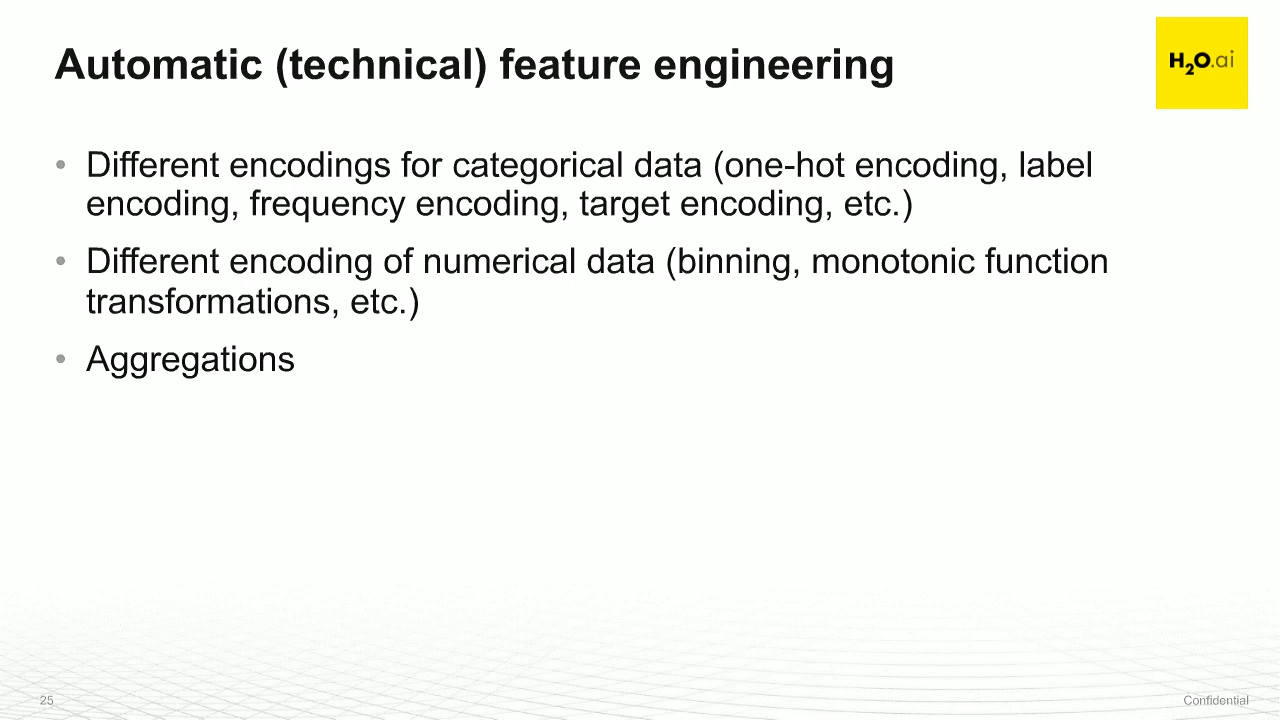 Automatic (technical) feature engineering
H2O.ai
• Different encodings for categorical data (one-hot encoding, label
encoding, frequency encoding, target encoding, etc.)
• Different encoding of numerical data (binning, monotonic function
transformations, etc.)
• Aggregations
25
Confidential